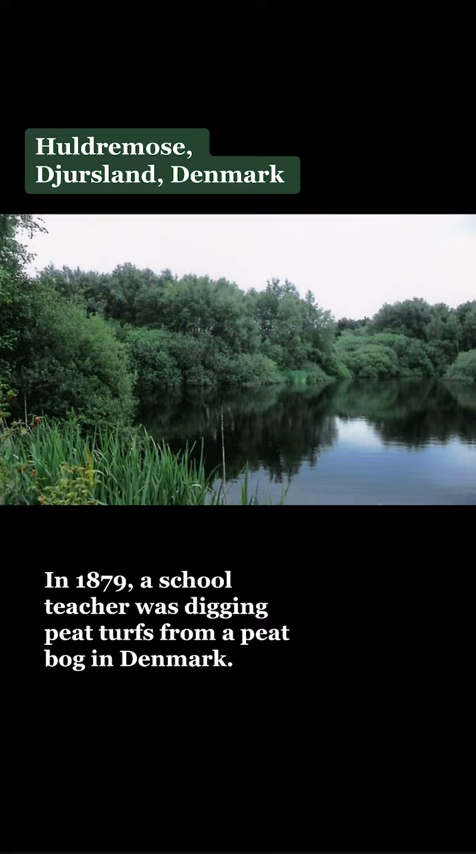 Huldremose,
Djursland, Denmark
In 1879, a school
teacher was digging
peat turfs from a peat
bog in Denmark.